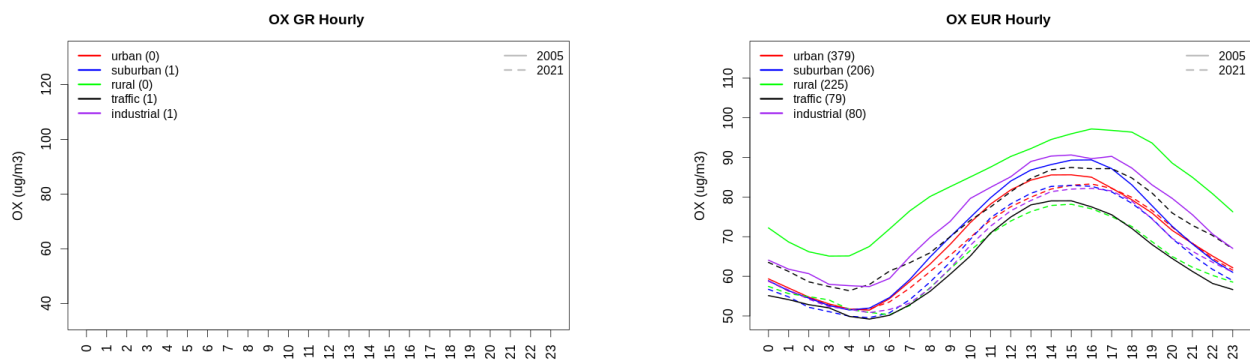 OX GR Hourly
OX (ug/m3)
120
100
80
60
40
urban (0)
suburban (1)
rural (0)
traffic (1)
industrial (1)
2005
2021
0 1 2 3 4 5 6 7 8 9 10 11 12 13 14 15 16 17 18 19 20 21 22 23
OX EUR Hourly
OX (ug/m3)
110
100
90
80
70
60
50
urban (379)
suburban (206)
rural (225)
traffic (79)
industrial (80)
2005
2021
0 1 2 3 4 5 6 7 8 9 10 11 12 13 14 15 16 17 18 19 20 21 22 23